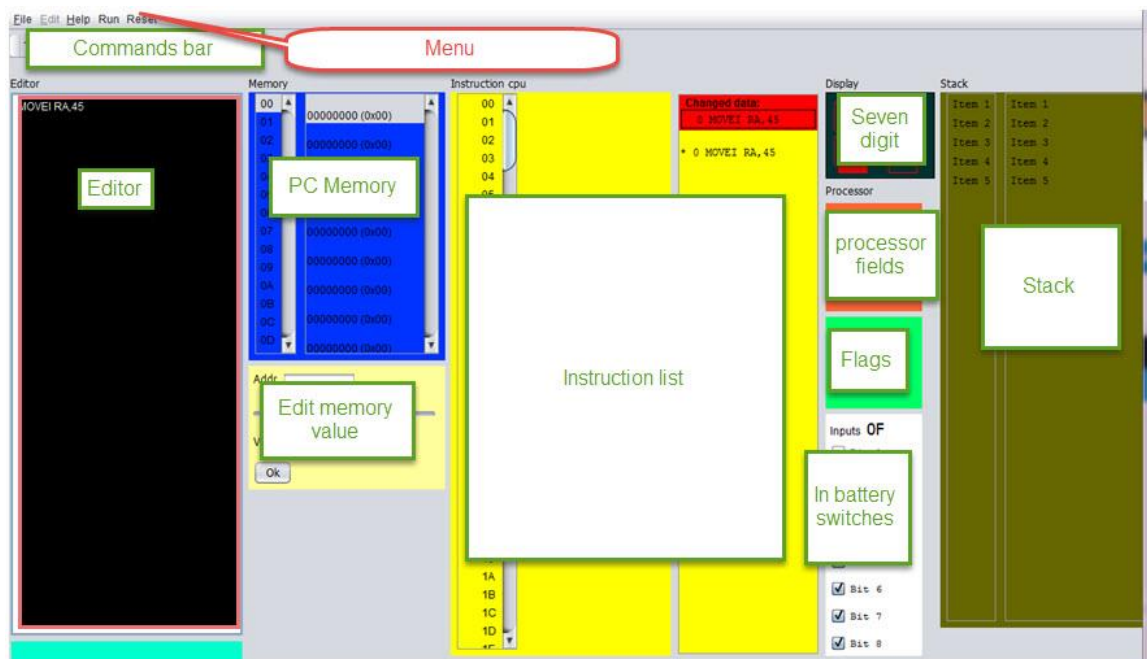 File Edit Help Run Reset
Commands bar
Menu
Editor
Memory
Instruction cpu
Display
Stack
MOVEI RA,45
Editor
00
01
02
07
08
09
0A
0B
0C
0D
00000000 (0x00)
00000000 (0x00)
PC Memory
00000000 (0x00)
00000000 (0x00)
00000000 (0x00)
00000000 (0x00)
00000000 (0x00)
00000000 (0x00)
Addr
Edit memory
value
Ok
00
01
02
03
04
05
Instruction list
1A
1B
1C
1D
1E
Changed data:
0 MOVEI RA,45
* 0 MOVEI RA,45
Seven
digit
Processor
processor
fields
Flags
Inputs 0F
In battery
switches
Bit 6
Bit 7
Bit 8
Item 1 Item 1
Item 2 Item 2
Item 3 Item 3
Item 4 Item 4
Item 5 Item 5
Stack